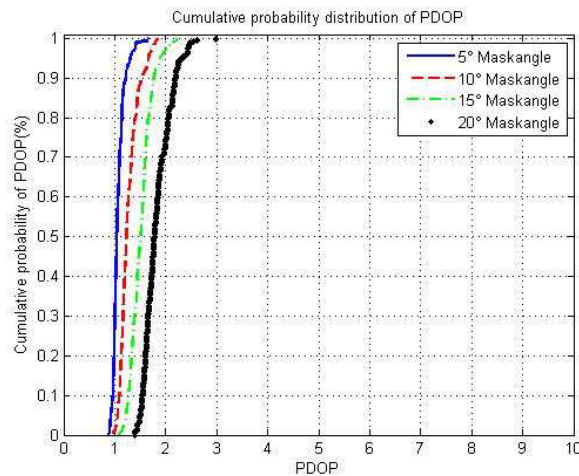 Cumulative probability distribution of PDOP
Cumulative probability of PDOP(%)
1
0.9
0.8
0.7
0.6
0.5
0.4
0.3
0.2
0.1
0
5° Maskangle
10° Maskangle
15° Maskangle
20° Maskangle
0 1 2 3 4 5 6 7 8 9 10
PDOP